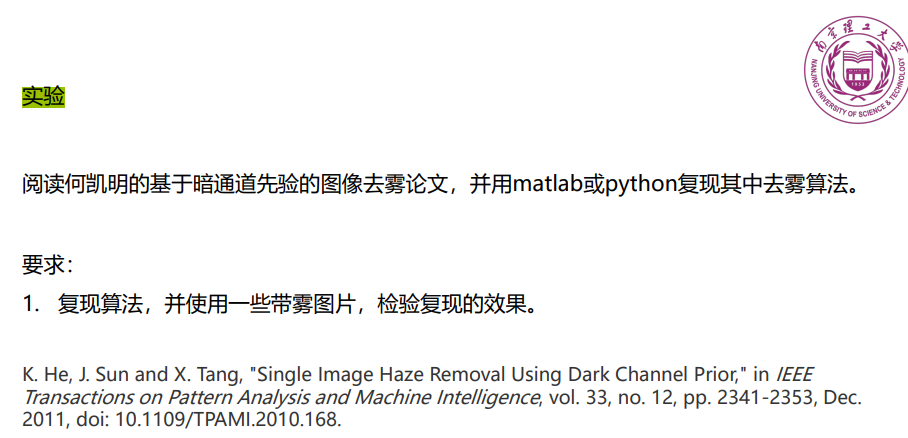 南京理工大学
NANJING UNIVERSITY OF SCIENCE & TECHNOLOGY
1953
实验
阅读何凯明的基于暗通道先验的图像去雾论文，并用matlab或python复现其中去雾算法。
要求：
1. 复现算法，并使用一些带雾图片，检验复现的效果。
K. He, J. Sun and X. Tang, "Single Image Haze Removal Using Dark Channel Prior," in IEEE
Transactions on Pattern Analysis and Machine Intelligence, vol. 33, no. 12, pp. 2341-2353, Dec.
2011, doi: 10.1109/TPAMI.2010.168.